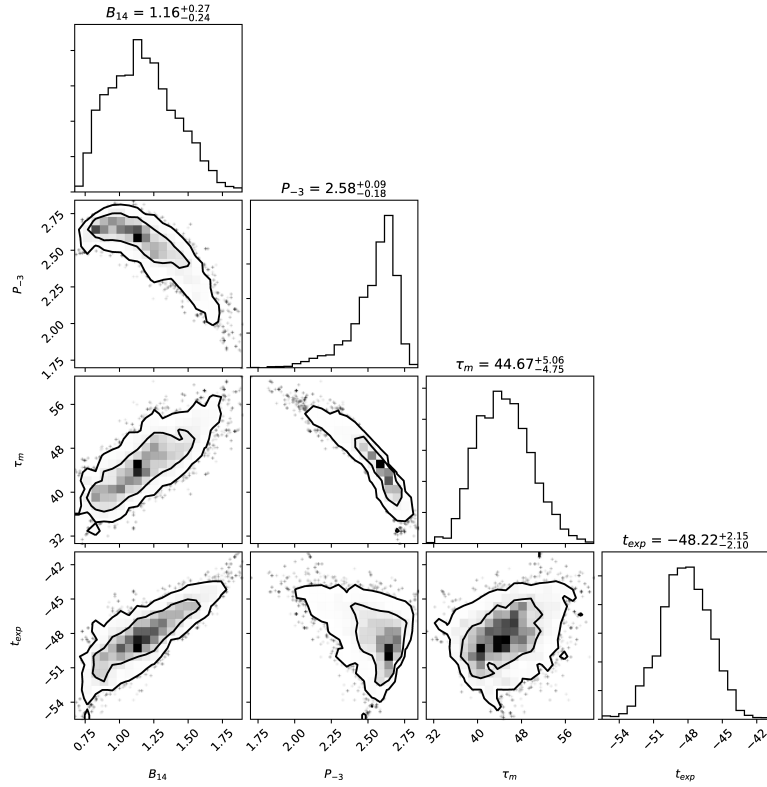 B₁₄ = 1.16⁺⁰·²⁷₋₀.₂₄
P₋₃ = 2.58⁺⁰·⁰⁹₋₀.₁₈
2.75
2.50
2.25
2.00
1.75
P₋₃
τₘ = 44.67⁺⁵·⁰⁶₋₄.₇₅
56
48
40
32
τₘ
t_exp = −48.22⁺²·¹⁵₋₂.₁₀
−42
−45
−48
−51
−54
t_exp
0.75 1.00 1.25 1.50 1.75 1.75 2.00 2.25 2.50 2.75 32 40 48 56 −54 −51 −48 −45 −42
B₁₄ P₋₃ τₘ t_exp